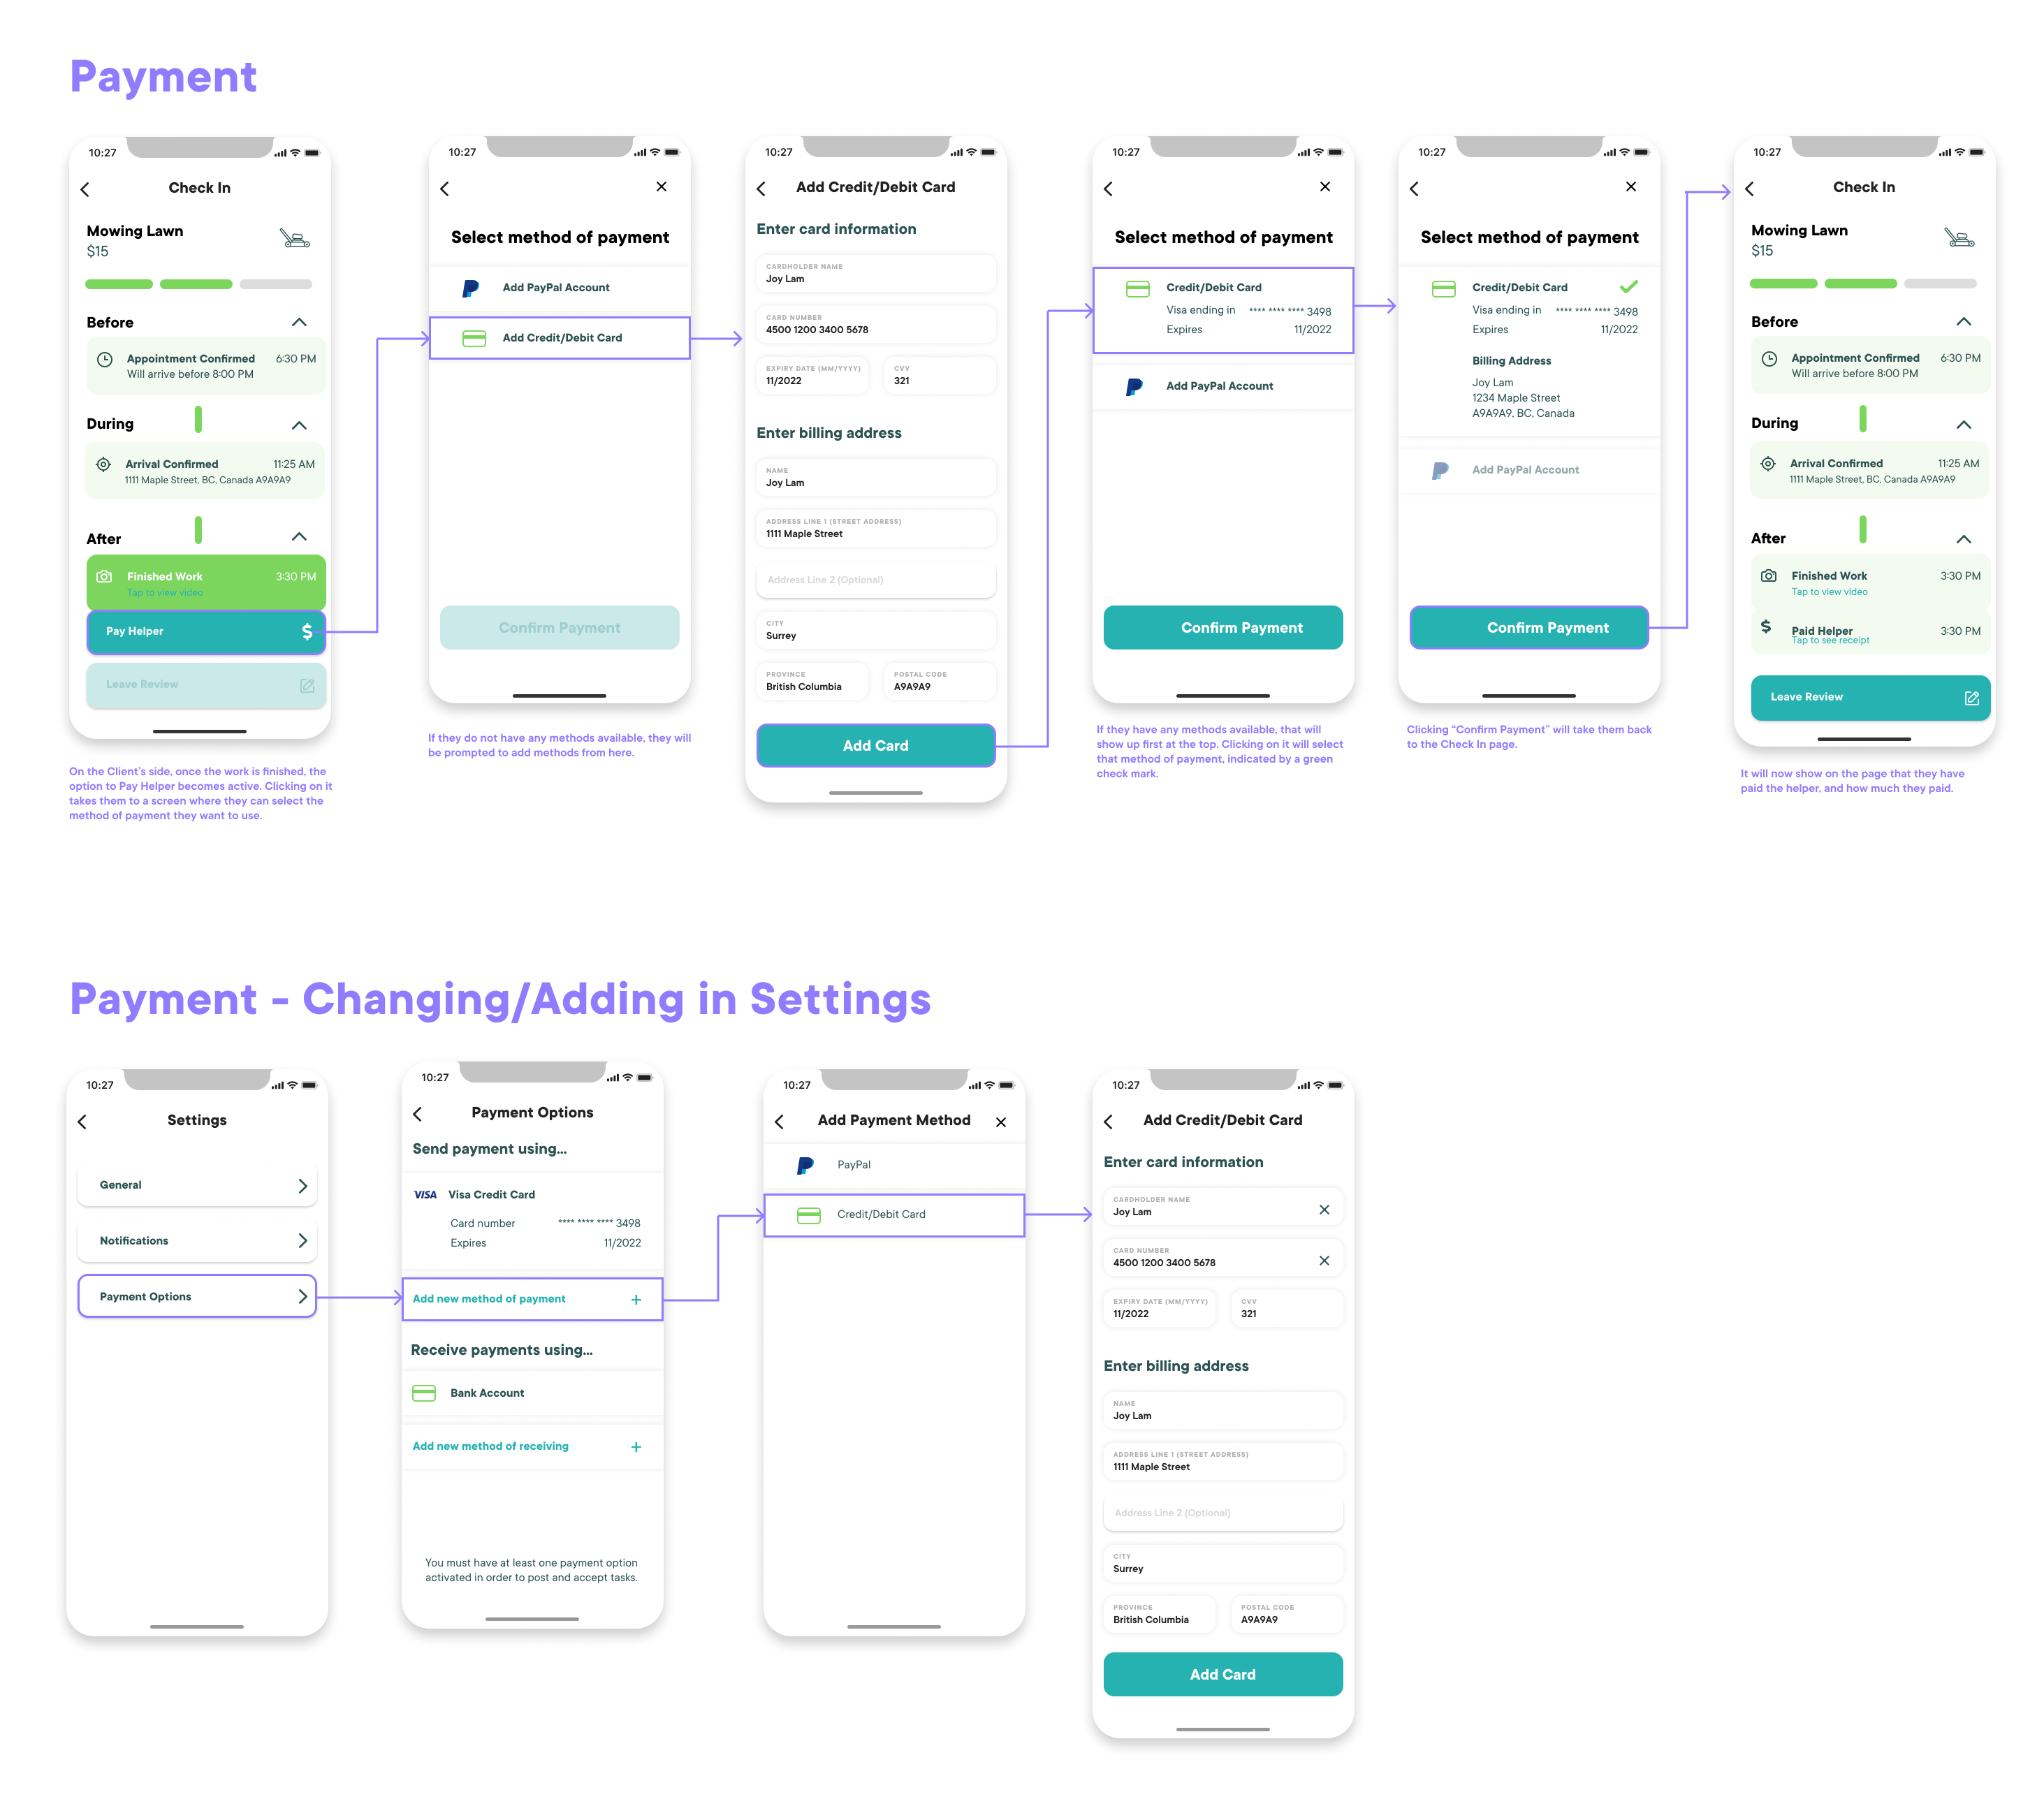 Payment
10:27
Check In
Mowing Lawn
$15
Before
Appointment Confirmed 6:30 PM
Will arrive before 8:00 PM
During
Arrival Confirmed 11:25 AM
1111 Maple Street, BC, Canada A9A9A9
After
Finished Work 3:30 PM
Tap to view video
Pay Helper $
Leave Review
On the Client's side, once the work is finished, the
option to Pay Helper becomes active. Clicking on it
takes them to a screen where they can select the
method of payment they want to use.
10:27
Select method of payment
Add PayPal Account
Add Credit/Debit Card
Confirm Payment
If they do not have any methods available, they will
be prompted to add methods from here.
10:27
Add Credit/Debit Card
Enter card information
CARDHOLDER NAME
Joy Lam
CARD NUMBER
4500 1200 3400 5678
EXPIRY DATE (MM/YYYY) CVV
11/2022 321
Enter billing address
NAME
Joy Lam
ADDRESS LINE 1 (STREET ADDRESS)
1111 Maple Street
Address Line 2 (Optional)
CITY
Surrey
PROVINCE POSTAL CODE
British Columbia A9A9A9
Add Card
10:27
Select method of payment
Credit/Debit Card
Visa ending in **** **** **** 3498
Expires 11/2022
Add PayPal Account
Confirm Payment
If they have any methods available, that will
show up first at the top. Clicking on it will select
that method of payment, indicated by a green
check mark.
10:27
Select method of payment
Credit/Debit Card
Visa ending in **** **** **** 3498
Expires 11/2022
Billing Address
Joy Lam
1234 Maple Street
A9A9A9, BC, Canada
Add PayPal Account
Confirm Payment
Clicking “Confirm Payment” will take them back
to the Check In page.
10:27
Check In
Mowing Lawn
$15
Before
Appointment Confirmed 6:30 PM
Will arrive before 8:00 PM
During
Arrival Confirmed 11:25 AM
1111 Maple Street, BC, Canada A9A9A9
After
Finished Work 3:30 PM
Tap to view video
$ Paid Helper 3:30 PM
Tap to see receipt
Leave Review
It will now show on the page that they have
paid the helper, and how much they paid.
Payment - Changing/Adding in Settings
10:27
Settings
General
Notifications
Payment Options
10:27
Payment Options
Send payment using...
VISA Visa Credit Card
Card number **** **** **** 3498
Expires 11/2022
Add new method of payment +
Receive payments using...
Bank Account
Add new method of receiving +
You must have at least one payment option
activated in order to post and accept tasks.
10:27
Add Payment Method
PayPal
Credit/Debit Card
10:27
Add Credit/Debit Card
Enter card information
CARDHOLDER NAME
Joy Lam
CARD NUMBER
4500 1200 3400 5678
EXPIRY DATE (MM/YYYY) CVV
11/2022 321
Enter billing address
NAME
Joy Lam
ADDRESS LINE 1 (STREET ADDRESS)
1111 Maple Street
Address Line 2 (Optional)
CITY
Surrey
PROVINCE POSTAL CODE
British Columbia A9A9A9
Add Card